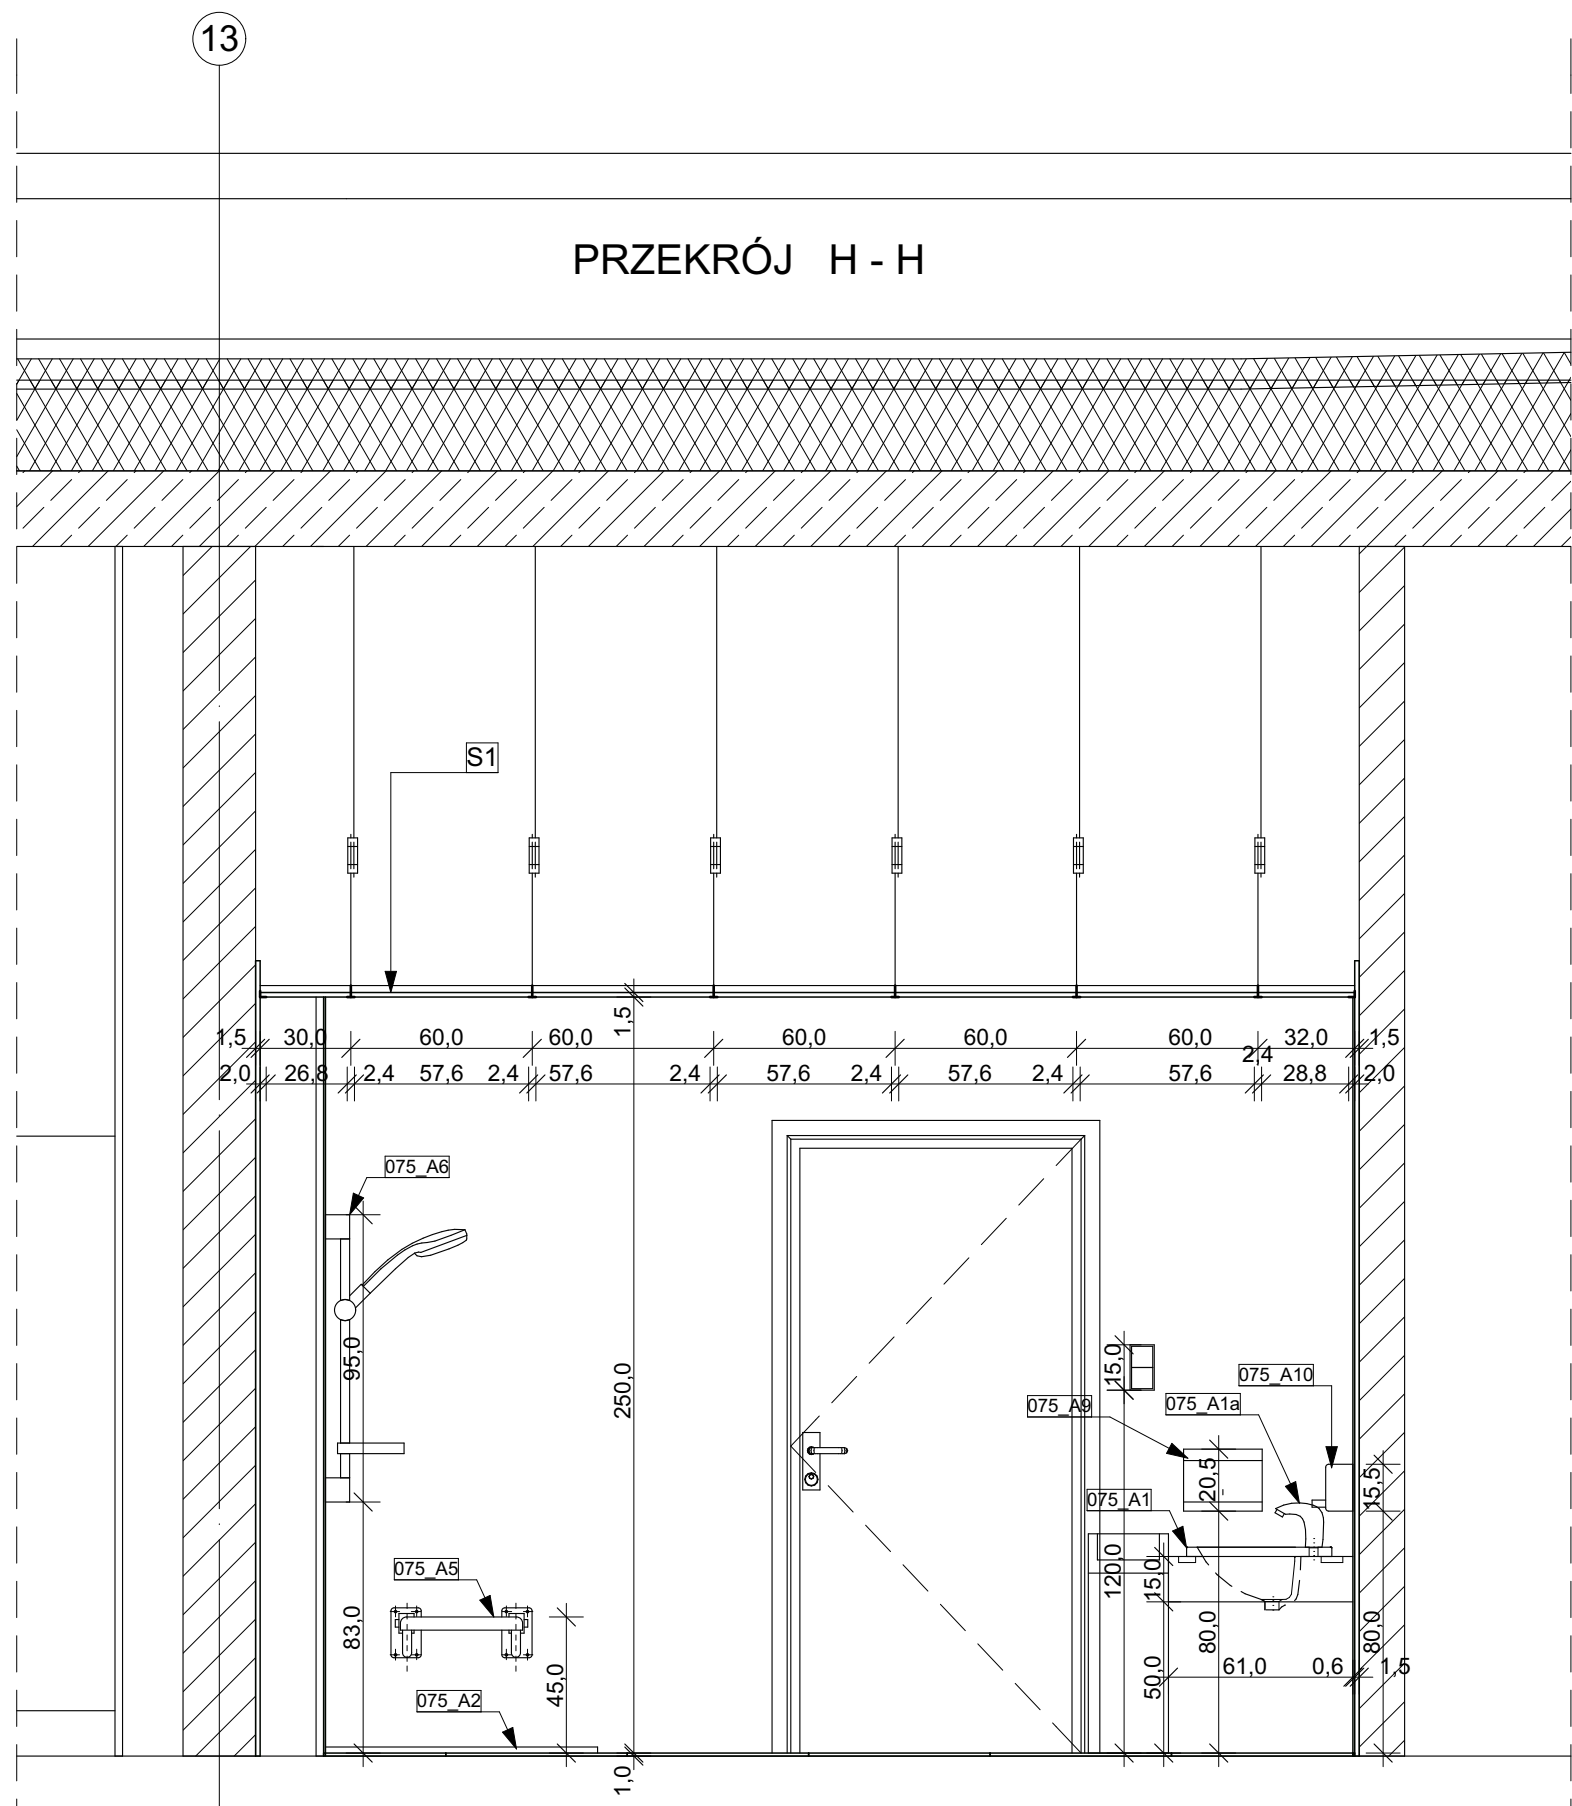 13
PRZEKRÓJ H - H
S1
1,5
1,5 30,0 60,0 60,0 60,0 60,0 60,0 32,0 1,5
2,4
2,0 26,8 2,4 57,6 2,4 57,6 2,4 57,6 2,4 57,6 2,4 57,6 28,8 2,0
075_A6
95,0
250,0
15,0
075_A10
075_A9
075_A1a
20,5
15,5
075_A1
120,0
15,0
075_A5
83,0
80,0
80,0
45,0
50,0
61,0 0,6 1,5
075_A2
1,0